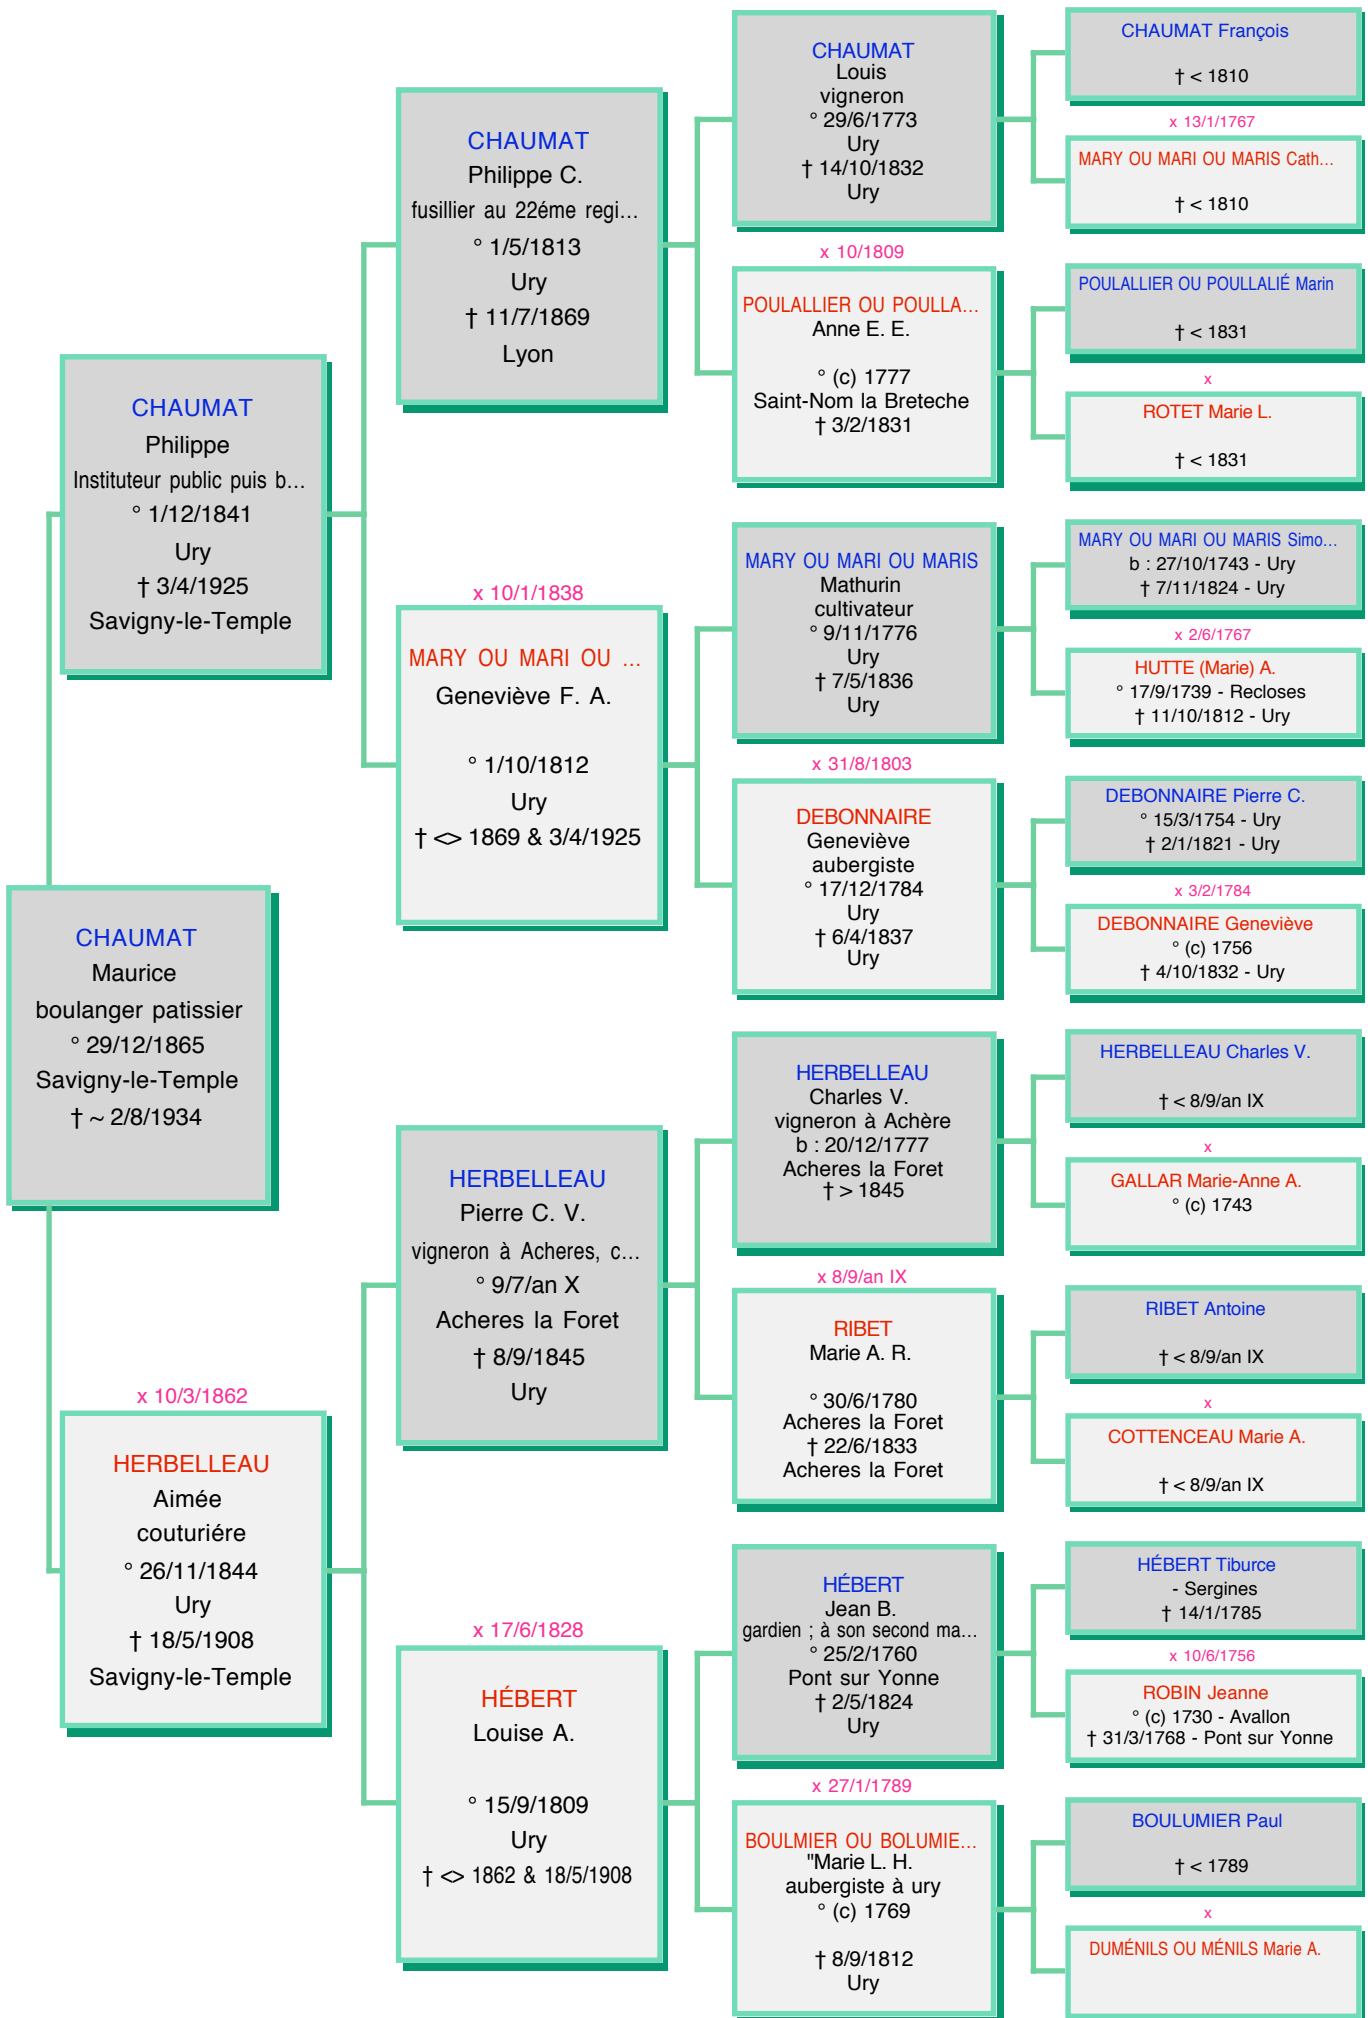 CHAUMAT
Maurice
boulanger patissier
° 29/12/1865
Savigny-le-Temple
† ~ 2/8/1934
CHAUMAT
Philippe
Instituteur public puis b...
° 1/12/1841
Ury
† 3/4/1925
Savigny-le-Temple
x 10/3/1862
HERBELLEAU
Aimée
couturiére
° 26/11/1844
Ury
† 18/5/1908
Savigny-le-Temple
CHAUMAT
Philippe C.
fusillier au 22éme regi...
° 1/5/1813
Ury
† 11/7/1869
Lyon
x 10/1/1838
MARY OU MARI OU ...
Geneviève F. A.
° 1/10/1812
Ury
† <> 1869 & 3/4/1925
HERBELLEAU
Pierre C. V.
vigneron à Acheres, c...
° 9/7/an X
Acheres la Foret
† 8/9/1845
Ury
x 17/6/1828
HÉBERT
Louise A.
° 15/9/1809
Ury
† <> 1862 & 18/5/1908
CHAUMAT
Louis
vigneron
° 29/6/1773
Ury
† 14/10/1832
Ury
x 10/1809
POULALLIER OU POULLA...
Anne E. E.
° (c) 1777
Saint-Nom la Breteche
† 3/2/1831
MARY OU MARI OU MARIS
Mathurin
cultivateur
° 9/11/1776
Ury
† 7/5/1836
Ury
x 31/8/1803
DEBONNAIRE
Geneviève
aubergiste
° 17/12/1784
Ury
† 6/4/1837
Ury
HERBELLEAU
Charles V.
vigneron à Achère
b : 20/12/1777
Acheres la Foret
† > 1845
x 8/9/an IX
RIBET
Marie A. R.
° 30/6/1780
Acheres la Foret
† 22/6/1833
Acheres la Foret
HÉBERT
Jean B.
gardien ; à son second ma...
° 25/2/1760
Pont sur Yonne
† 2/5/1824
Ury
x 27/1/1789
BOULMIER OU BOLUMIE...
"Marie L. H.
aubergiste à ury
° (c) 1769
† 8/9/1812
Ury
CHAUMAT François
† < 1810
x 13/1/1767
MARY OU MARI OU MARIS Cath...
† < 1810
POULALLIER OU POULLALIÉ Marin
† < 1831
x
ROTET Marie L.
† < 1831
MARY OU MARI OU MARIS Simo...
b : 27/10/1743 - Ury
† 7/11/1824 - Ury
x 2/6/1767
HUTTE (Marie) A.
° 17/9/1739 - Recloses
† 11/10/1812 - Ury
DEBONNAIRE Pierre C.
° 15/3/1754 - Ury
† 2/1/1821 - Ury
x 3/2/1784
DEBONNAIRE Geneviève
° (c) 1756
† 4/10/1832 - Ury
HERBELLEAU Charles V.
† < 8/9/an IX
x
GALLAR Marie-Anne A.
° (c) 1743
RIBET Antoine
† < 8/9/an IX
x
COTTENCEAU Marie A.
† < 8/9/an IX
HÉBERT Tiburce
- Sergines
† 14/1/1785
x 10/6/1756
ROBIN Jeanne
° (c) 1730 - Avallon
† 31/3/1768 - Pont sur Yonne
BOULUMIER Paul
† < 1789
x
DUMÉNILS OU MÉNILS Marie A.